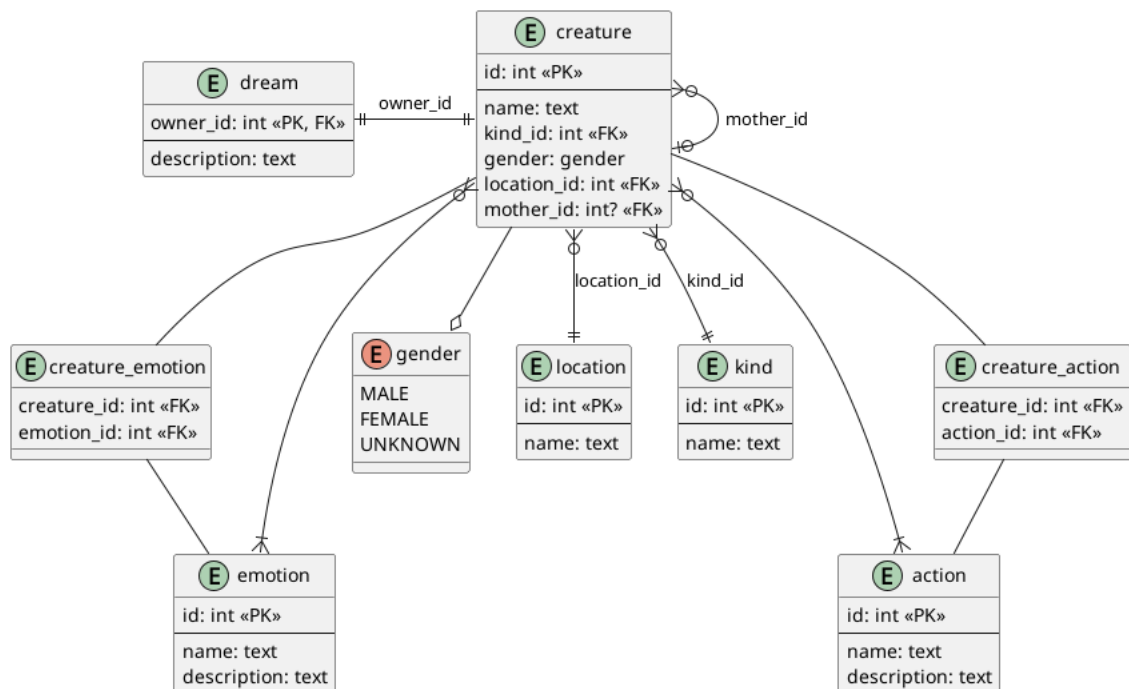 E creature
id: int «PK»
name: text
kind_id: int «FK»
gender: gender
location_id: int «FK»
mother_id: int? «FK»
E dream
owner_id: int «PK, FK»
description: text
owner_id
mother_id
location_id
kind_id
E creature_emotion
creature_id: int «FK»
emotion_id: int «FK»
E gender
MALE
FEMALE
UNKNOWN
E location
id: int «PK»
name: text
E kind
id: int «PK»
name: text
E creature_action
creature_id: int «FK»
action_id: int «FK»
E emotion
id: int «PK»
name: text
description: text
E action
id: int «PK»
name: text
description: text